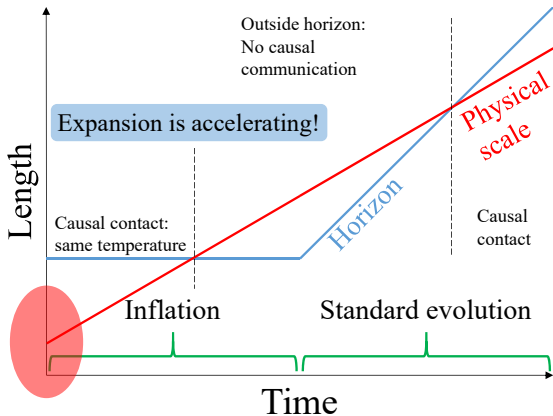 Outside horizon:
No causal
communication
Expansion is accelerating!
Physical
scale
Length
Horizon
Causal contact:
same temperature
Causal
contact
Inflation
Standard evolution
Time